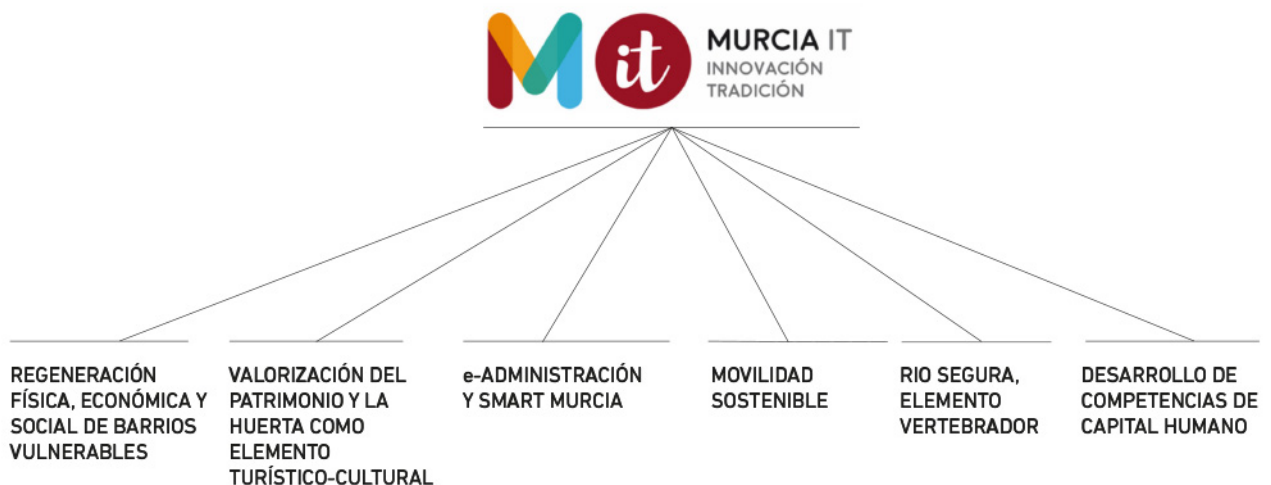 M it
MURCIA IT
INNOVACIÓN
TRADICIÓN
REGENERACIÓN
FÍSICA, ECONÓMICA Y
SOCIAL DE BARRIOS
VULNERABLES
VALORIZACIÓN DEL
PATRIMONIO Y LA
HUERTA COMO
ELEMENTO
TURÍSTICO-CULTURAL
e-ADMINISTRACIÓN
Y SMART MURCIA
MOVILIDAD
SOSTENIBLE
RIO SEGURA,
ELEMENTO
VERTEBRADOR
DESARROLLO DE
COMPETENCIAS DE
CAPITAL HUMANO